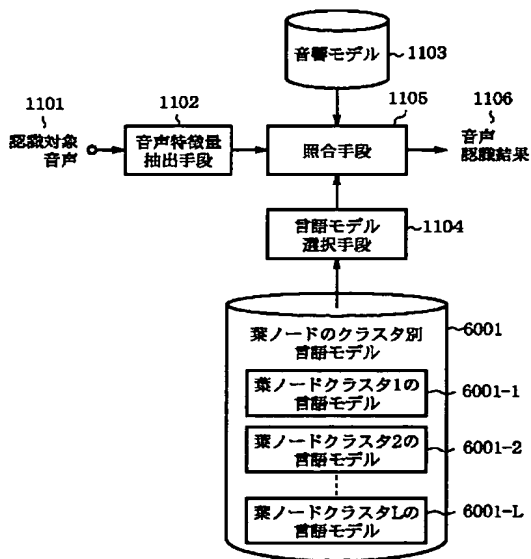 音響モデル
1103
1101
認識対象
音声
1102
音声特徴量
抽出手段
1105
照合手段
1106
音声
認識結果
言語モデル
選択手段
1104
葉ノードのクラスタ別
言語モデル
6001
葉ノードクラスタ1の
言語モデル
6001-1
葉ノードクラスタ2の
言語モデル
6001-2
葉ノードクラスタLの
言語モデル
6001-L